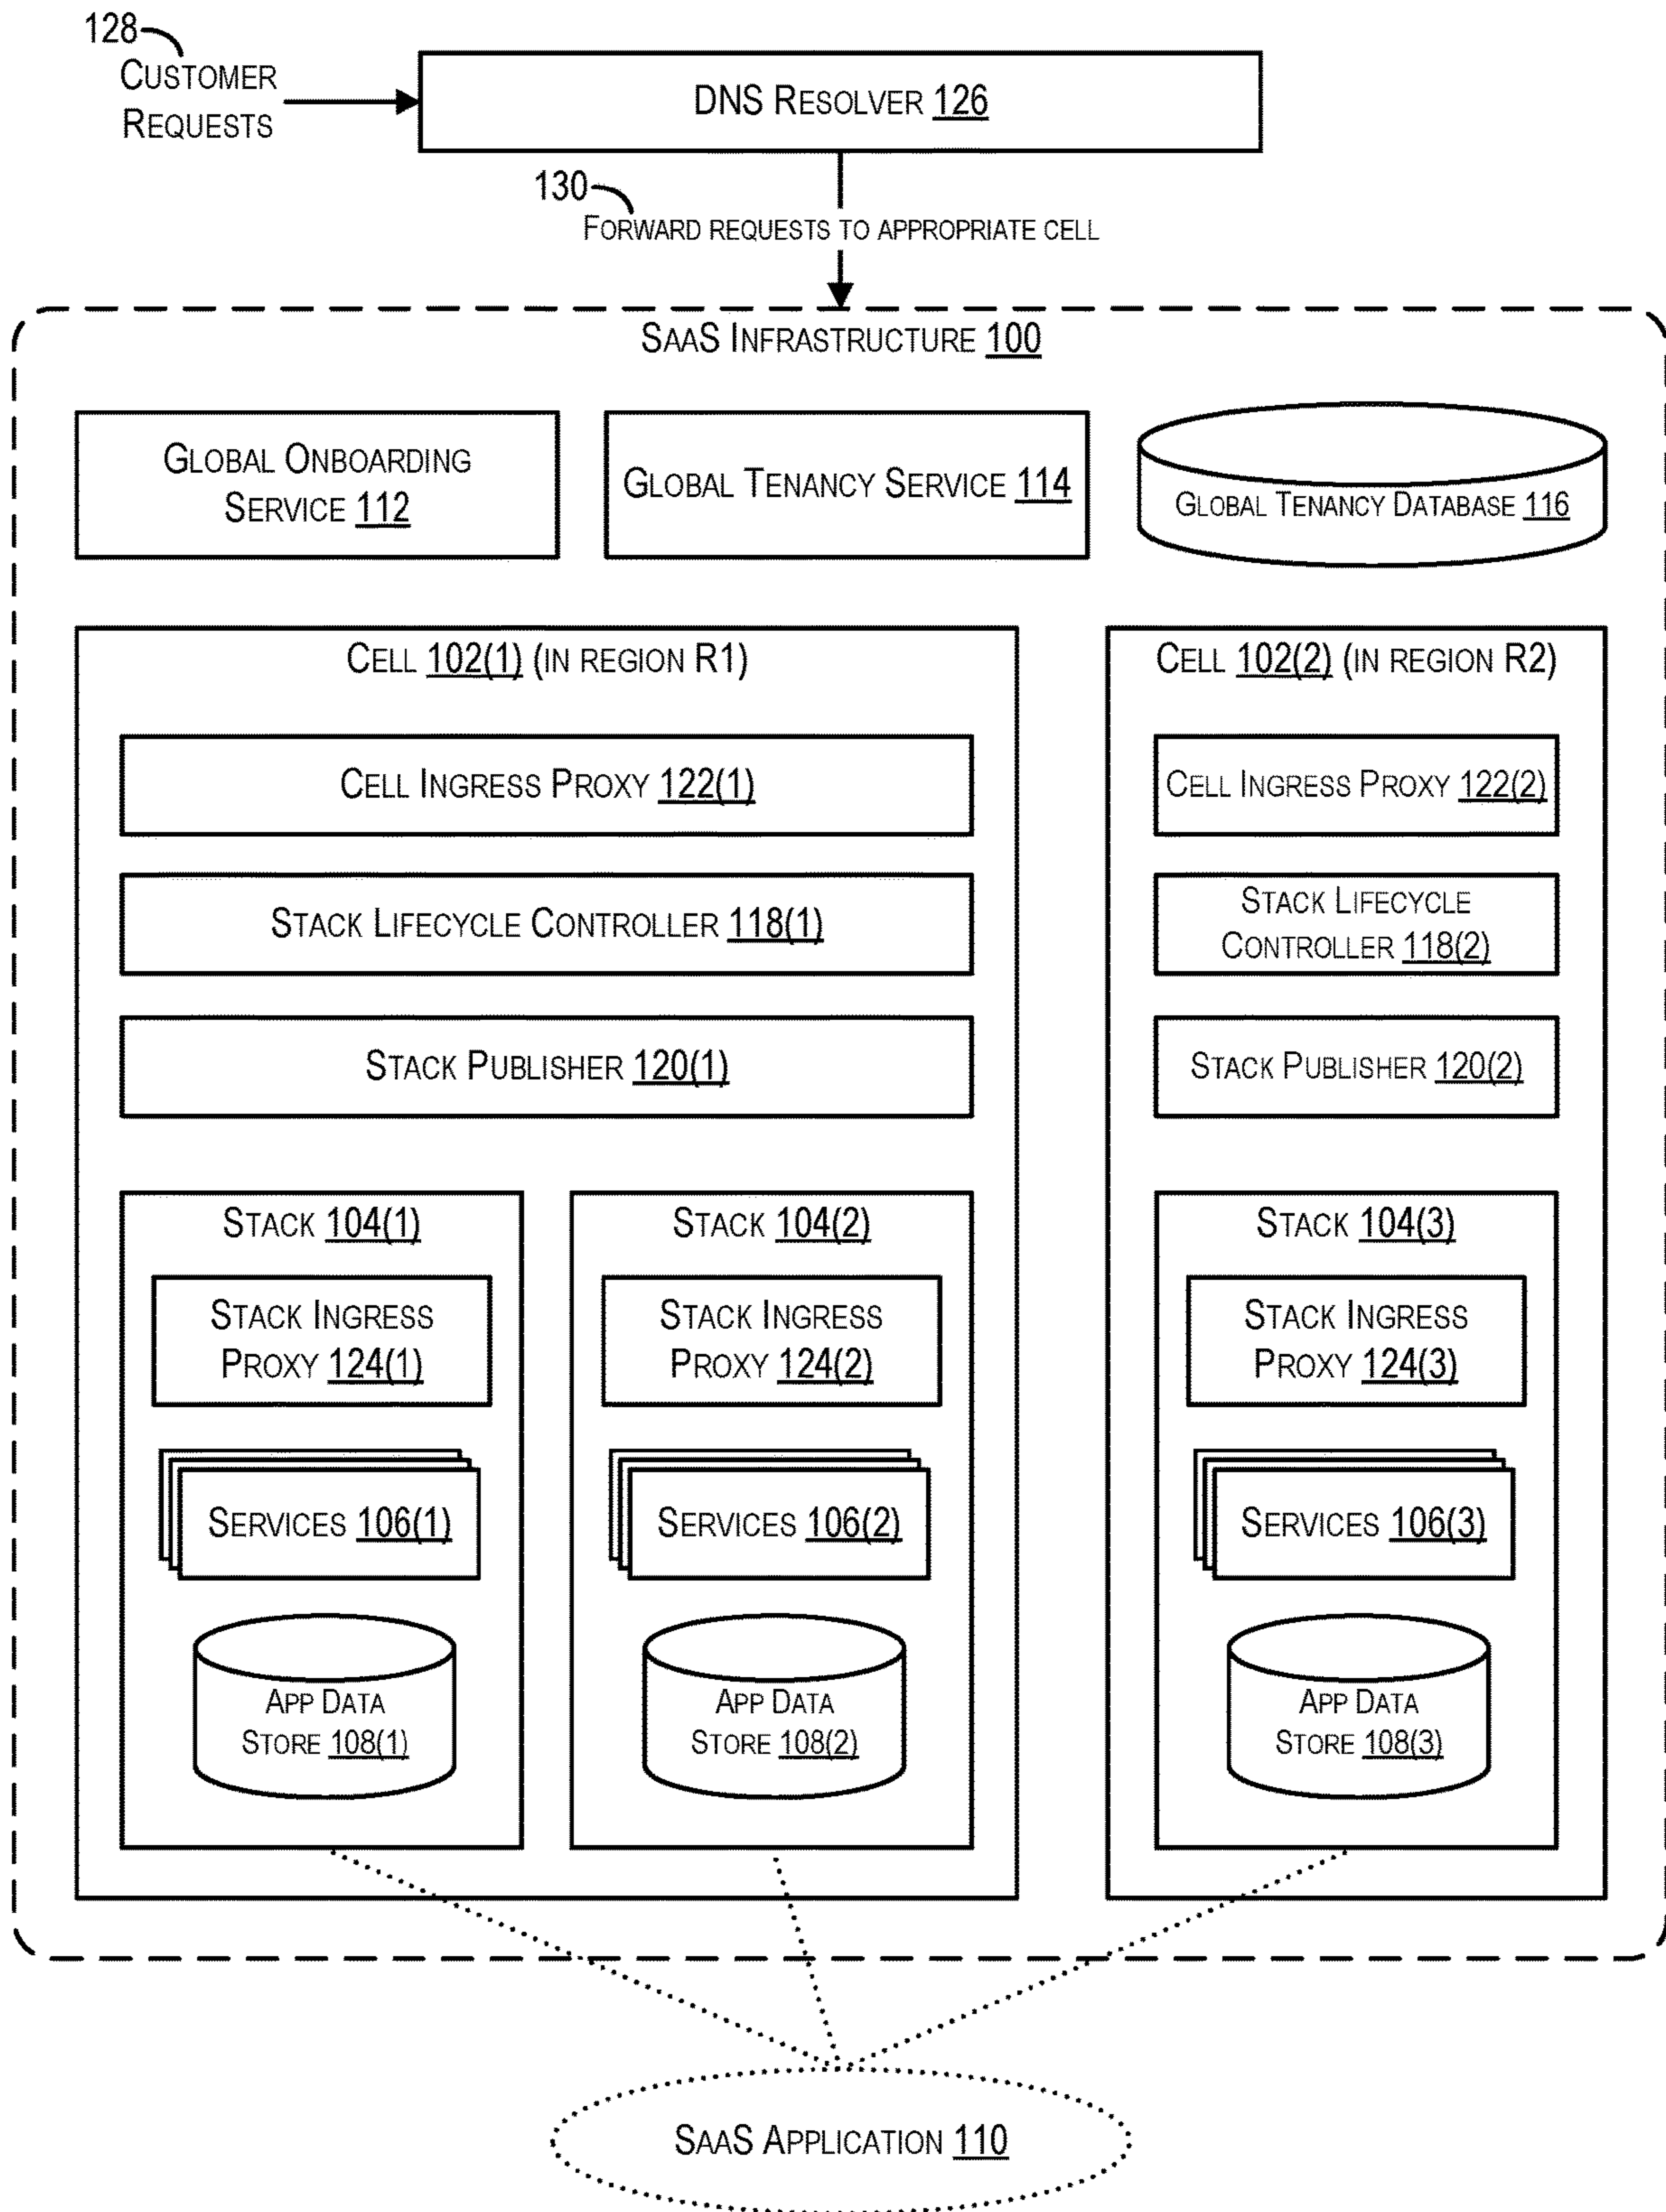 128
Customer
Requests
DNS Resolver 126
130
Forward requests to appropriate cell
SaaS Infrastructure 100
Global Onboarding
Service 112
Global Tenancy Service 114
Global Tenancy Database 116
Cell 102(1) (in region R1)
Cell Ingress Proxy 122(1)
Stack Lifecycle Controller 118(1)
Stack Publisher 120(1)
Stack 104(1)
Stack Ingress
Proxy 124(1)
Services 106(1)
App Data
Store 108(1)
Stack 104(2)
Stack Ingress
Proxy 124(2)
Services 106(2)
App Data
Store 108(2)
Cell 102(2) (in region R2)
Cell Ingress Proxy 122(2)
Stack Lifecycle
Controller 118(2)
Stack Publisher 120(2)
Stack 104(3)
Stack Ingress
Proxy 124(3)
Services 106(3)
App Data
Store 108(3)
SaaS Application 110